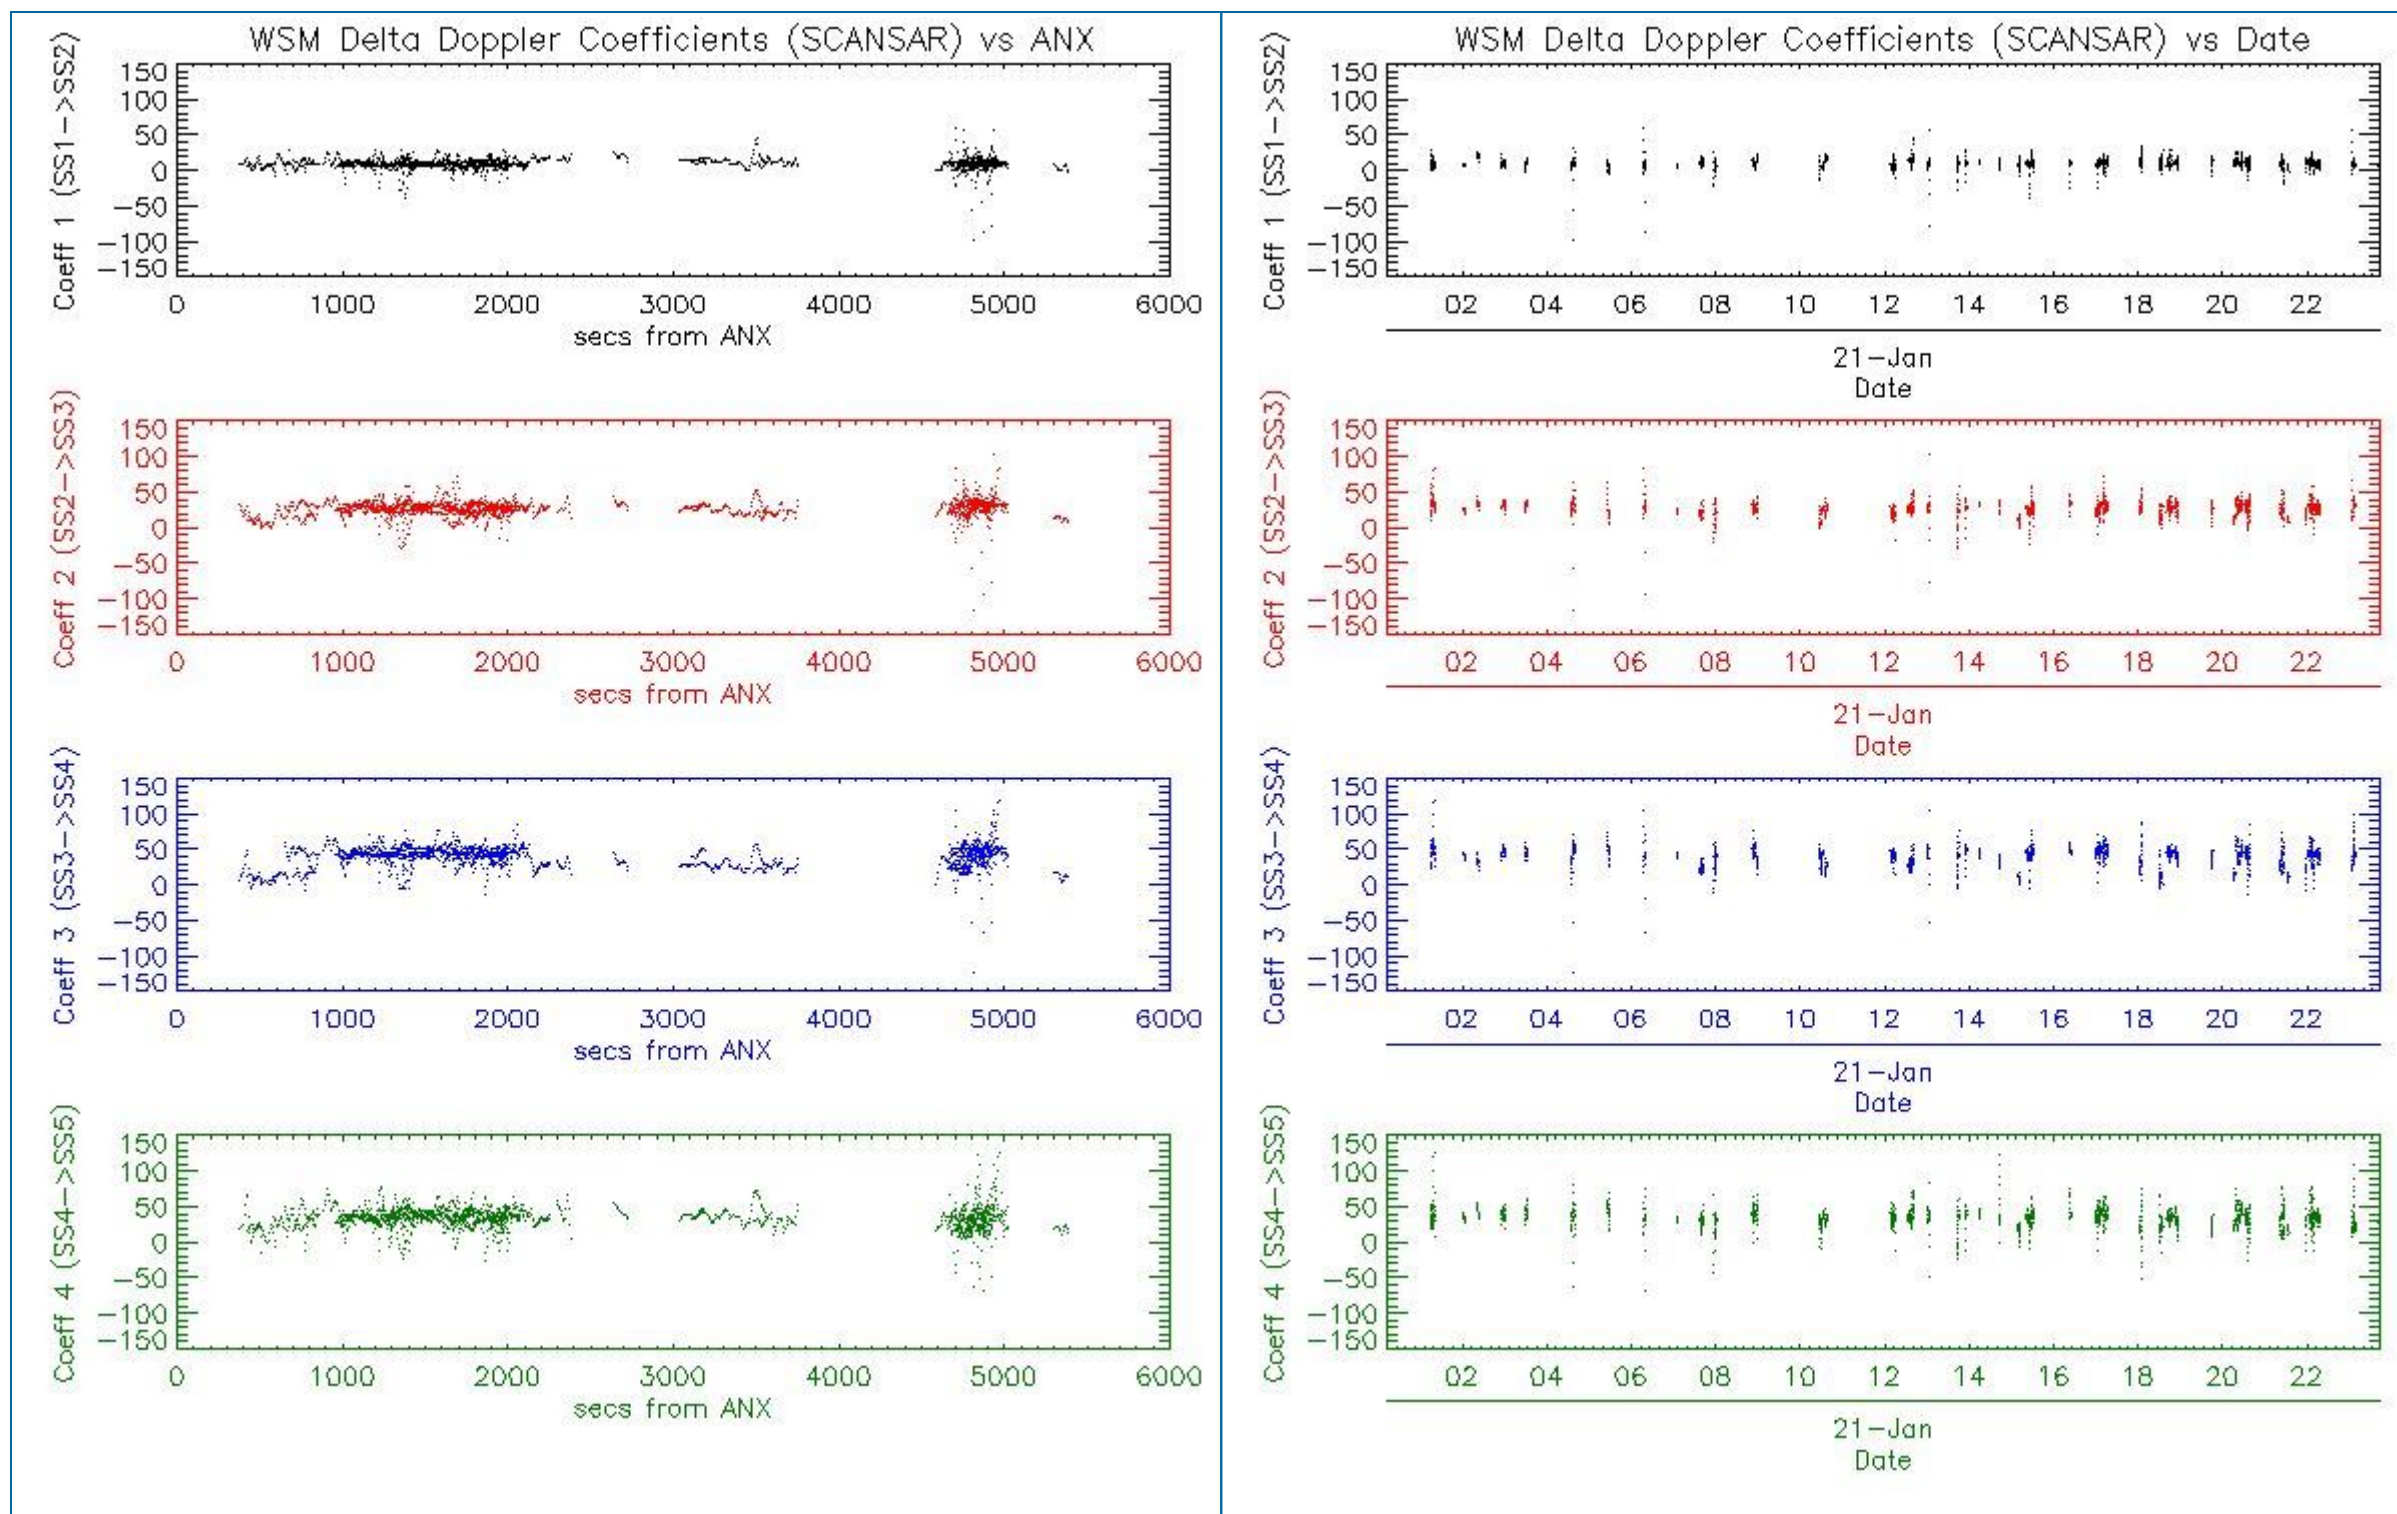 WSM Delta Doppler Coefficients (SCANSAR) vs ANX
Coeff 1 (SS1->SS2)
150
100
50
0
-50
-100
-150
0 1000 2000 3000 4000 5000 6000
secs from ANX
Coeff 2 (SS2->SS3)
150
100
50
0
-50
-100
-150
0 1000 2000 3000 4000 5000 6000
secs from ANX
Coeff 3 (SS3->SS4)
150
100
50
0
-50
-100
-150
0 1000 2000 3000 4000 5000 6000
secs from ANX
Coeff 4 (SS4->SS5)
150
100
50
0
-50
-100
-150
0 1000 2000 3000 4000 5000 6000
secs from ANX
WSM Delta Doppler Coefficients (SCANSAR) vs Date
Coeff 1 (SS1->SS2)
150
100
50
0
-50
-100
-150
02 04 06 08 10 12 14 16 18 20 22
21-Jan
Date
Coeff 2 (SS2->SS3)
150
100
50
0
-50
-100
-150
02 04 06 08 10 12 14 16 18 20 22
21-Jan
Date
Coeff 3 (SS3->SS4)
150
100
50
0
-50
-100
-150
02 04 06 08 10 12 14 16 18 20 22
21-Jan
Date
Coeff 4 (SS4->SS5)
150
100
50
0
-50
-100
-150
02 04 06 08 10 12 14 16 18 20 22
21-Jan
Date